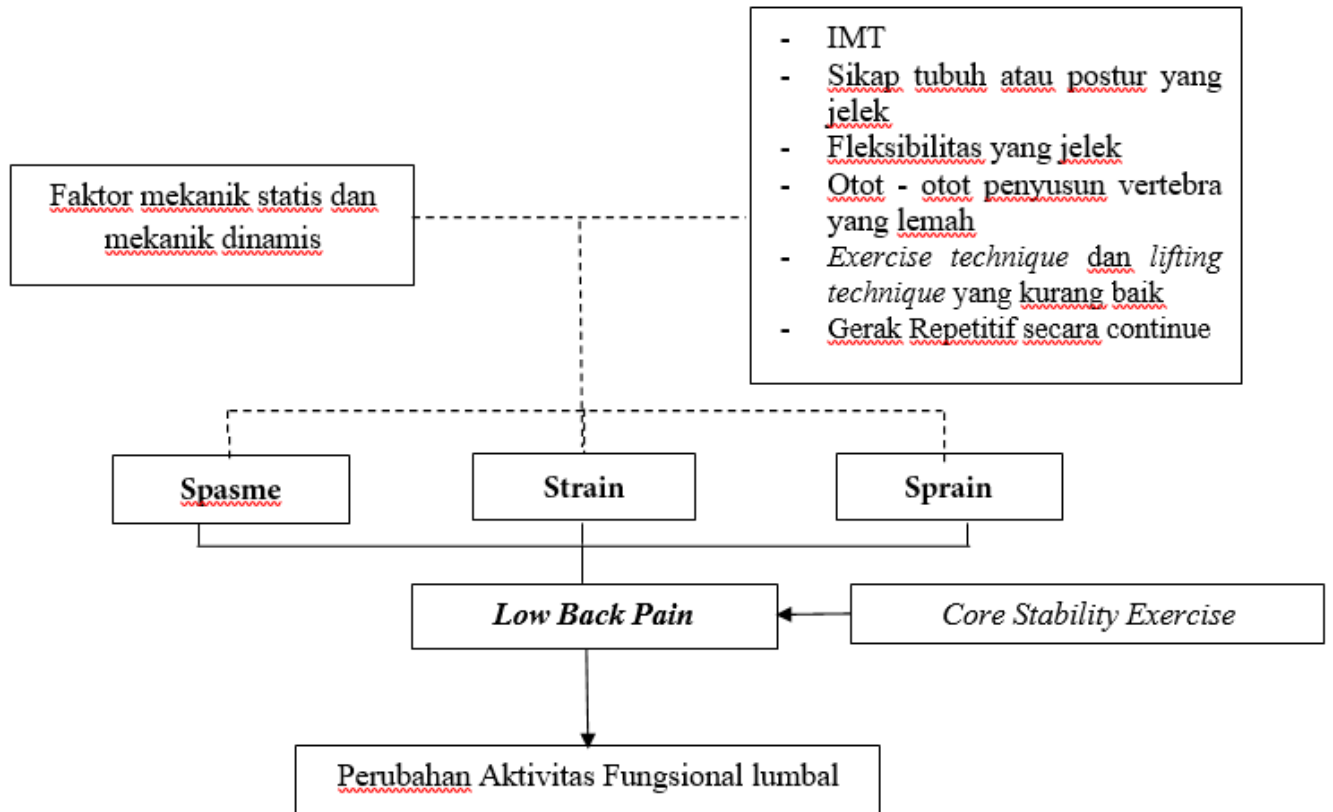 - IMT
- Sikap tubuh atau postur yang
jelek
- Fleksibilitas yang jelek
- Otot - otot penyusun vertebra
yang lemah
- Exercise technique dan lifting
technique yang kurang baik
- Gerak Repetitif secara continue
Faktor mekanik statis dan
mekanik dinamis
Spasme
Strain
Sprain
Low Back Pain
Core Stability Exercise
Perubahan Aktivitas Fungsional lumbal